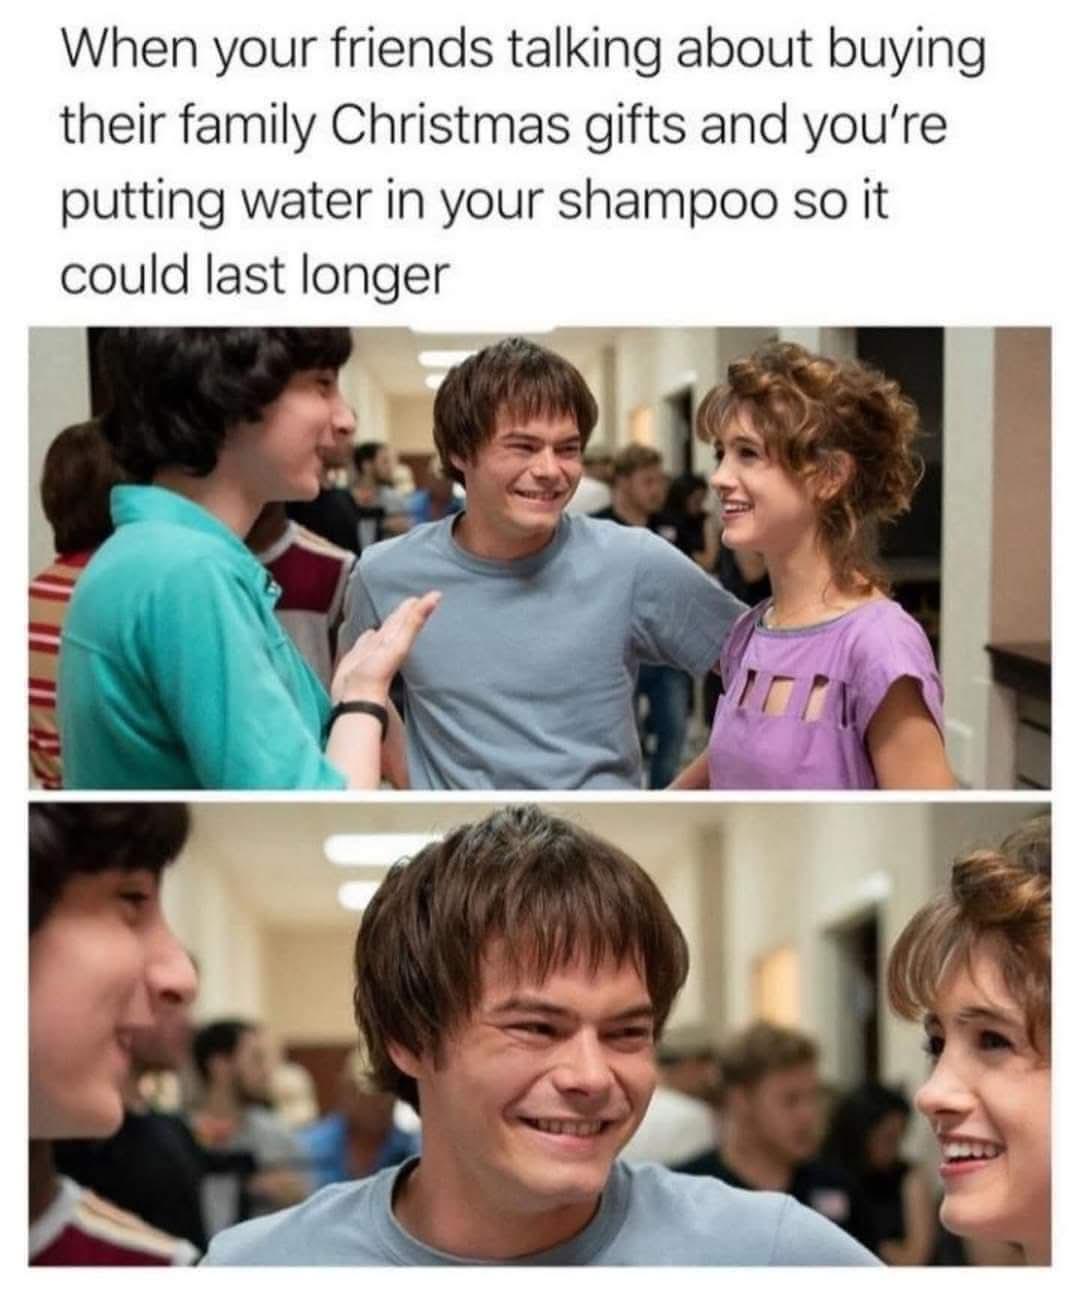 When your friends talking about buying
their family Christmas gifts and you're
putting water in your shampoo so it
could last longer